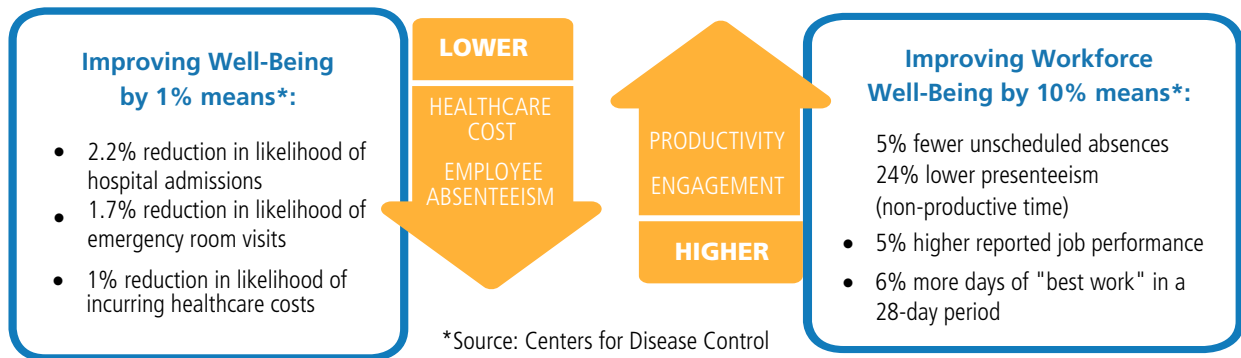 Improving Well-Being
by 1% means*:
• 2.2% reduction in likelihood of
hospital admissions
• 1.7% reduction in likelihood of
emergency room visits
• 1% reduction in likelihood of
incurring healthcare costs
LOWER
HEALTHCARE
COST
EMPLOYEE
ABSENTEEISM
PRODUCTIVITY
ENGAGEMENT
HIGHER
Improving Workforce
Well-Being by 10% means*:
5% fewer unscheduled absences
24% lower presenteeism
(non-productive time)
• 5% higher reported job performance
• 6% more days of "best work" in a
28-day period
*Source: Centers for Disease Control